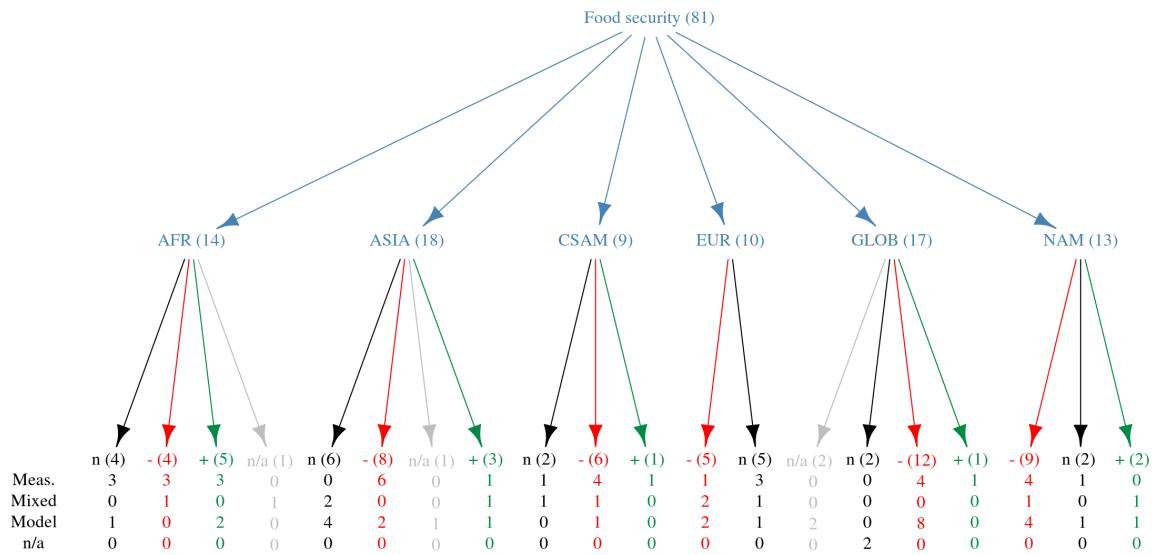 Food security (81)
AFR (14) ASIA (18) CSAM (9) EUR (10) GLOB (17) NAM (13)
n (4) - (4) + (5) n/a (1) n (6) - (8) n/a (1) + (3) n (2) - (6) + (1) - (5) n (5) n/a (2) n (2) - (12) + (1) - (9) n (2) + (2)
Meas. 3 3 3 0 0 6 0 1 1 4 1 1 3 0 0 4 1 4 1 0
Mixed 0 1 0 1 2 0 0 1 1 1 0 2 1 0 0 0 0 1 0 1
Model 1 0 2 0 4 2 1 1 0 1 0 2 1 2 0 8 0 4 1 1
n/a 0 0 0 0 0 0 0 0 0 0 0 0 0 0 2 0 0 0 0 0